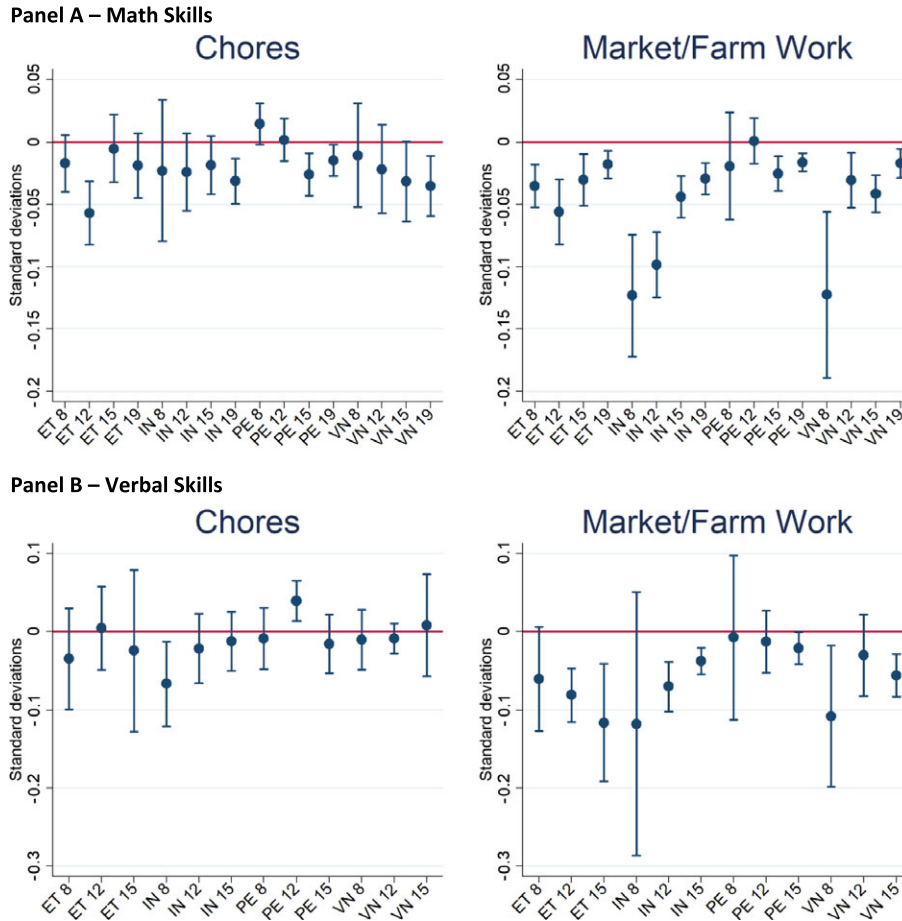 Panel A – Math Skills
Chores
Market/Farm Work
Standard deviations
0.05
0
-0.05
-0.1
-0.15
-0.2
ET 8 ET 12 ET 15 ET 19 IN 8 IN 12 IN 15 IN 19 PE 8 PE 12 PE 15 PE 19 VN 8 VN 12 VN 15 VN 19
Standard deviations
0.05
0
-0.05
-0.1
-0.15
-0.2
ET 8 ET 12 ET 15 ET 19 IN 8 IN 12 IN 15 IN 19 PE 8 PE 12 PE 15 PE 19 VN 8 VN 12 VN 15 VN 19
Panel B – Verbal Skills
Chores
Market/Farm Work
Standard deviations
0.1
0
-0.1
-0.2
-0.3
ET 8 ET 12 ET 15 IN 8 IN 12 IN 15 PE 8 PE 12 PE 15 VN 8 VN 12 VN 15
Standard deviations
0.1
0
-0.1
-0.2
-0.3
ET 8 ET 12 ET 15 IN 8 IN 12 IN 15 PE 8 PE 12 PE 15 VN 8 VN 12 VN 15